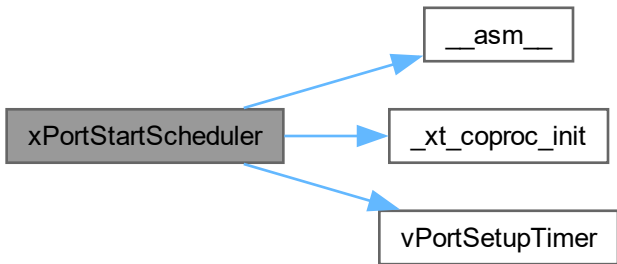 __asm__
xPortStartScheduler
_xt_coproc_init
vPortSetupTimer